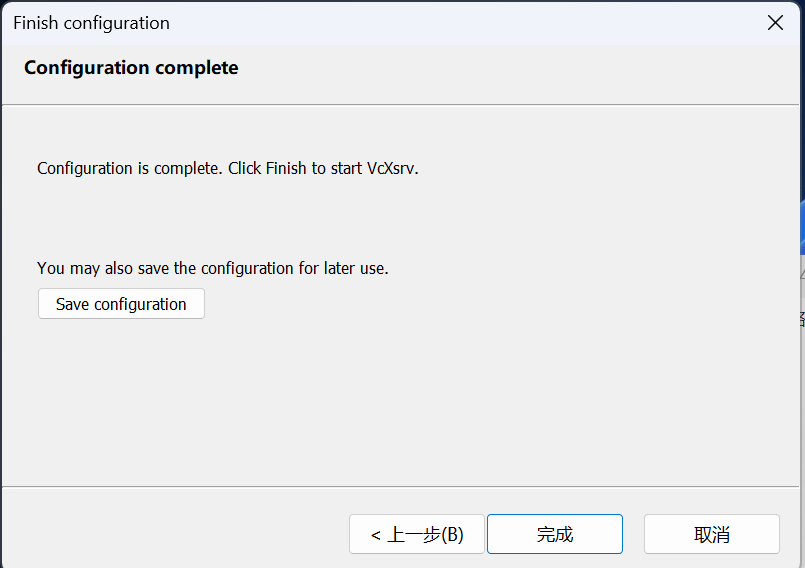 Finish configuration
Configuration complete
Configuration is complete. Click Finish to start VcXsrv.
You may also save the configuration for later use.
Save configuration
< 上一步(B)
完成
取消